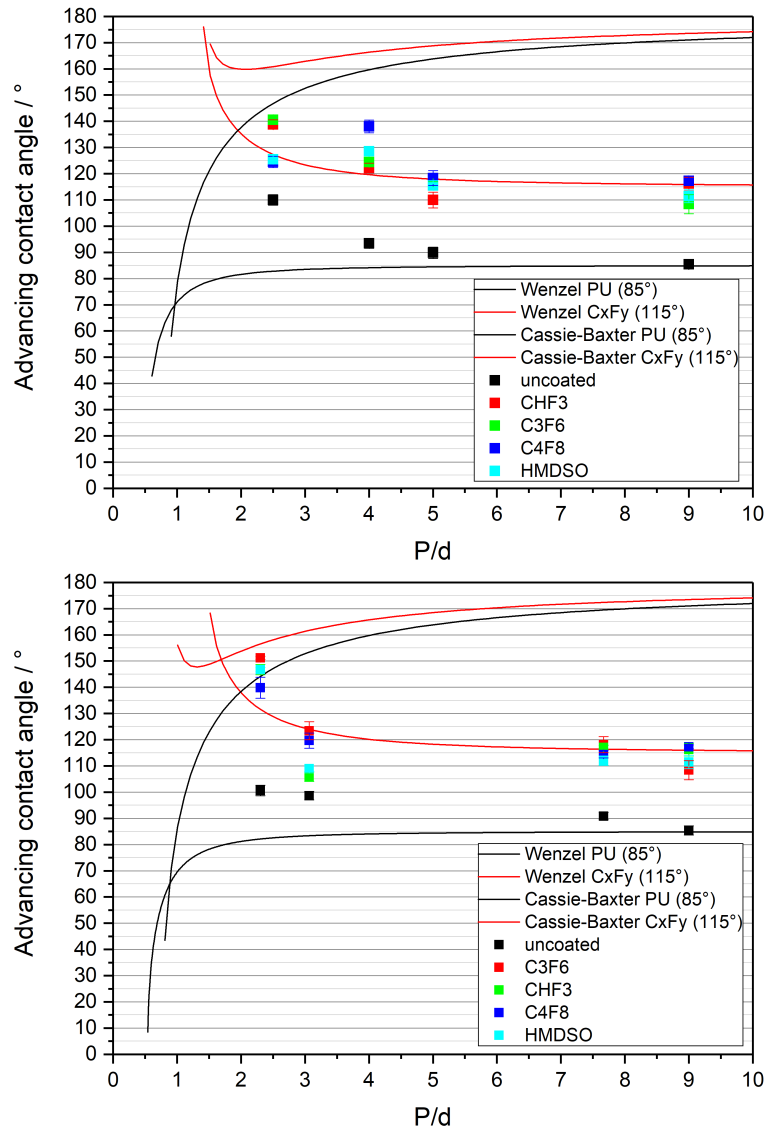 180
170
160
150
140
130
120
110
100
90
80
70
60
50
40
30
20
10
0
Advancing contact angle / °
Wenzel PU (85°)
Wenzel CxFy (115°)
Cassie-Baxter PU (85°)
Cassie-Baxter CxFy (115°)
uncoated
CHF3
C3F6
C4F8
HMDSO
0 1 2 3 4 5 6 7 8 9 10
P/d
180
170
160
150
140
130
120
110
100
90
80
70
60
50
40
30
20
10
0
Advancing contact angle / °
Wenzel PU (85°)
Wenzel CxFy (115°)
Cassie-Baxter PU (85°)
Cassie-Baxter CxFy (115°)
uncoated
C3F6
CHF3
C4F8
HMDSO
0 1 2 3 4 5 6 7 8 9 10
P/d